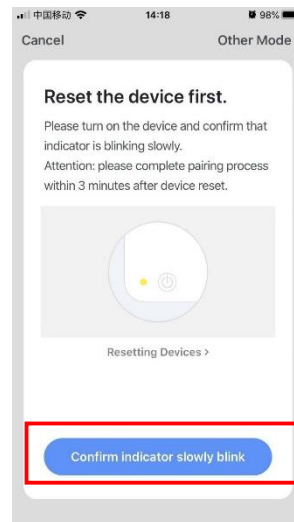 中国移动 14:18 98%
Cancel Other Mode
Reset the device first.
Please turn on the device and confirm that
indicator is blinking slowly.
Attention: please complete pairing process
within 3 minutes after device reset.
Resetting Devices >
Confirm indicator slowly blink